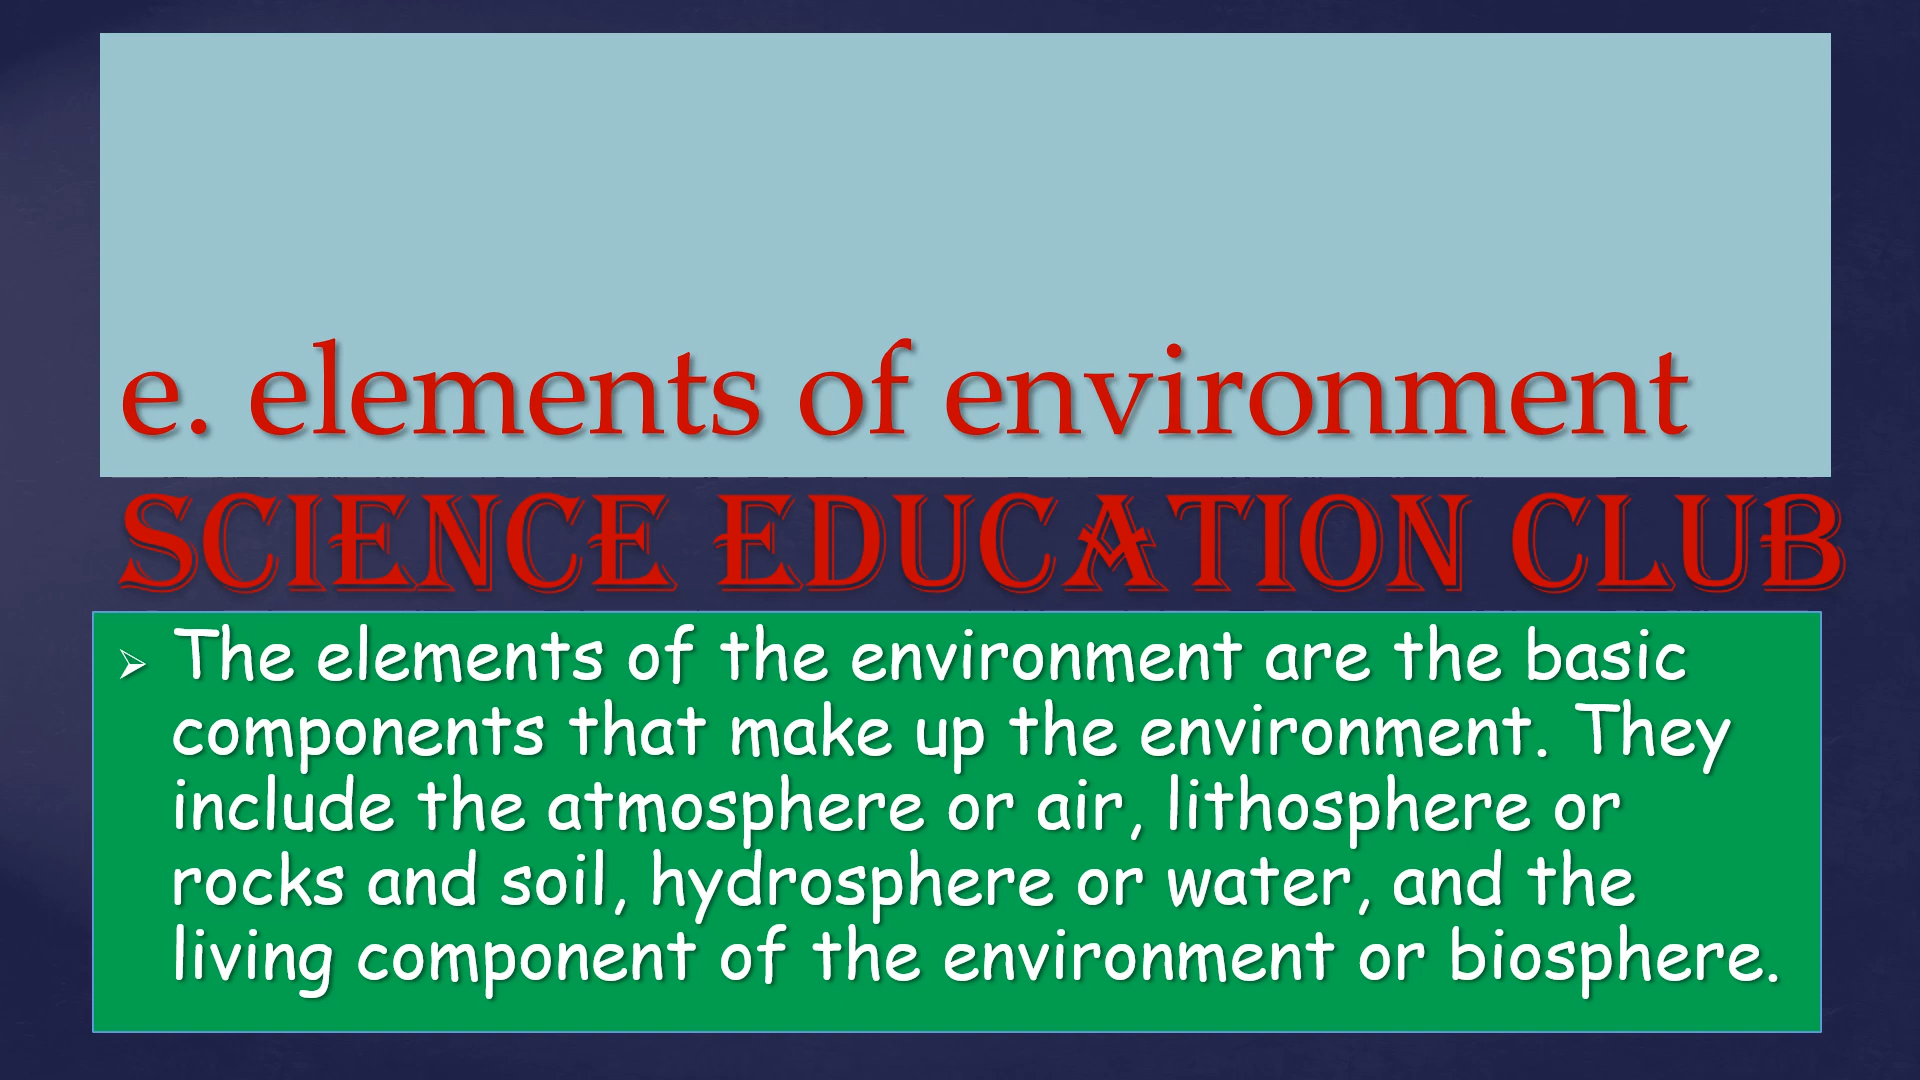 e. elements of environment
SCIENCE EDUCATION CLUB
➢ The elements of the environment are the basic
components that make up the environment. They
include the atmosphere or air, lithosphere or
rocks and soil, hydrosphere or water, and the
living component of the environment or biosphere.